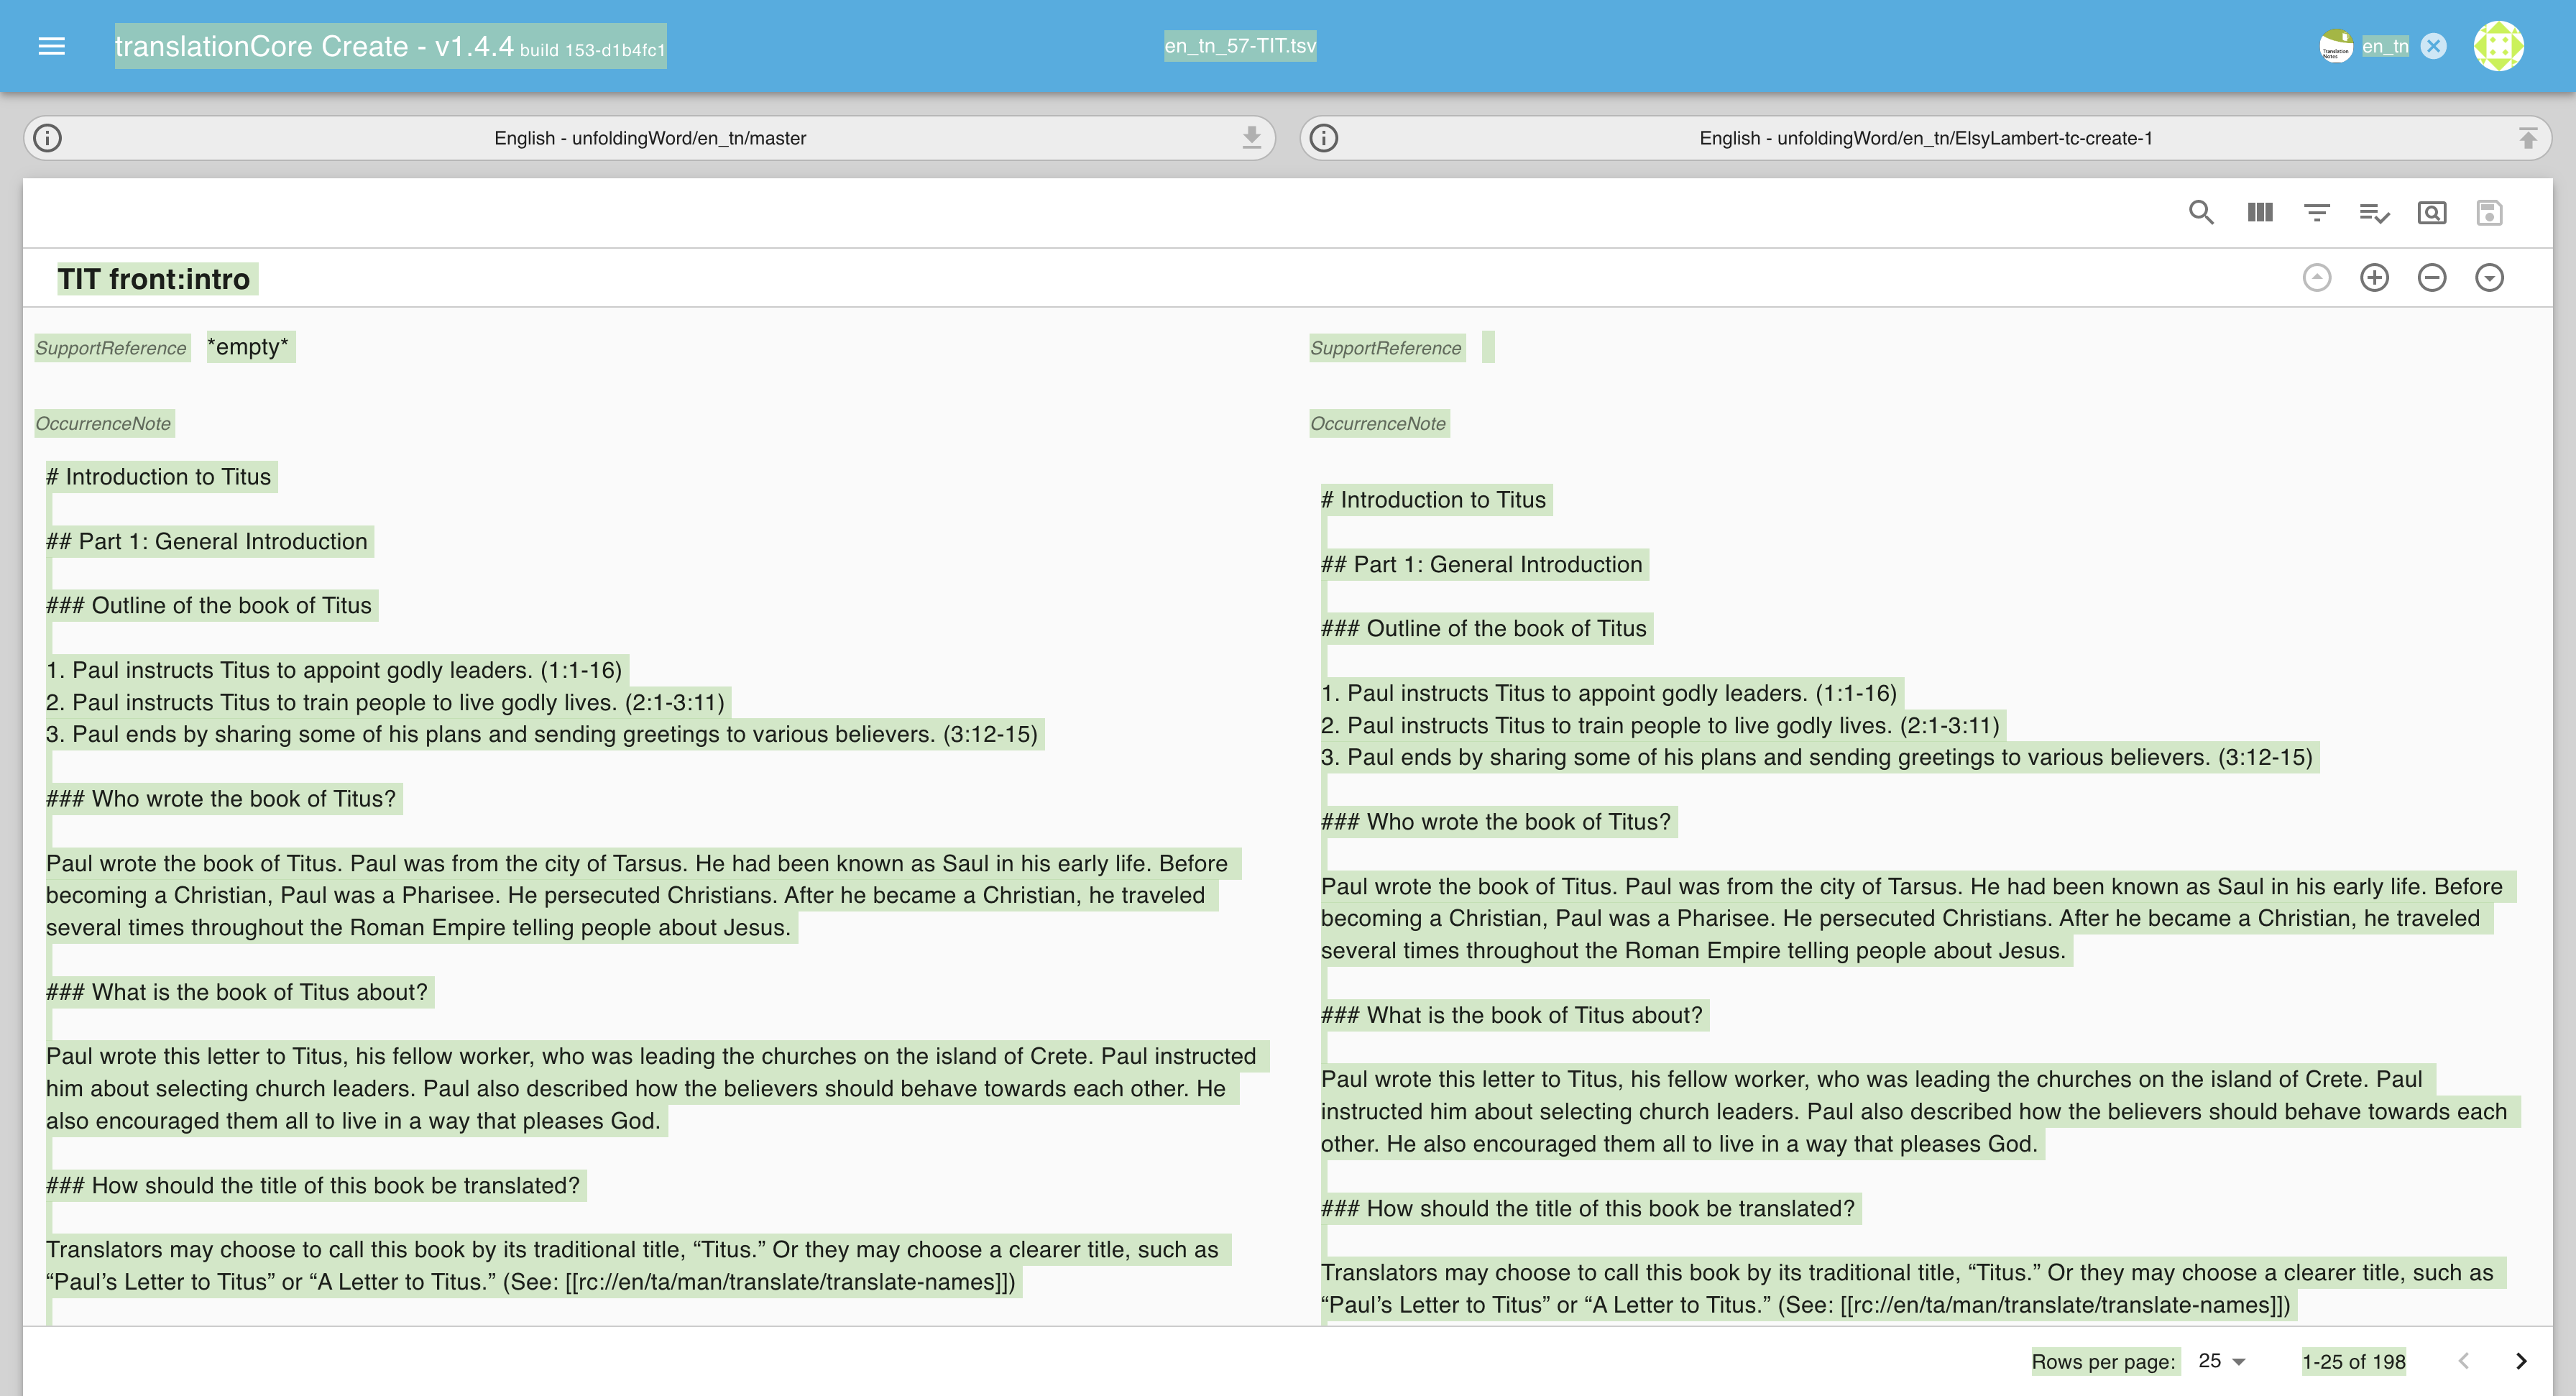 translationCore Create - v1.4.4 build 153-d1b4fc1
en_tn_57-TIT.tsv
en_tn
English - unfoldingWord/en_tn/master
English - unfoldingWord/en_tn/ElsyLambert-tc-create-1
TIT front:intro
SupportReference *empty*
OccurrenceNote
# Introduction to Titus
## Part 1: General Introduction
### Outline of the book of Titus
1. Paul instructs Titus to appoint godly leaders. (1:1-16)
2. Paul instructs Titus to train people to live godly lives. (2:1-3:11)
3. Paul ends by sharing some of his plans and sending greetings to various believers. (3:12-15)
### Who wrote the book of Titus?
Paul wrote the book of Titus. Paul was from the city of Tarsus. He had been known as Saul in his early life. Before
becoming a Christian, Paul was a Pharisee. He persecuted Christians. After he became a Christian, he traveled
several times throughout the Roman Empire telling people about Jesus.
### What is the book of Titus about?
Paul wrote this letter to Titus, his fellow worker, who was leading the churches on the island of Crete. Paul instructed
him about selecting church leaders. Paul also described how the believers should behave towards each other. He
also encouraged them all to live in a way that pleases God.
### How should the title of this book be translated?
Translators may choose to call this book by its traditional title, “Titus.” Or they may choose a clearer title, such as
“Paul’s Letter to Titus” or “A Letter to Titus.” (See: [[rc://en/ta/man/translate/translate-names]])
SupportReference
OccurrenceNote
# Introduction to Titus
## Part 1: General Introduction
### Outline of the book of Titus
1. Paul instructs Titus to appoint godly leaders. (1:1-16)
2. Paul instructs Titus to train people to live godly lives. (2:1-3:11)
3. Paul ends by sharing some of his plans and sending greetings to various believers. (3:12-15)
### Who wrote the book of Titus?
Paul wrote the book of Titus. Paul was from the city of Tarsus. He had been known as Saul in his early life. Before
becoming a Christian, Paul was a Pharisee. He persecuted Christians. After he became a Christian, he traveled
several times throughout the Roman Empire telling people about Jesus.
### What is the book of Titus about?
Paul wrote this letter to Titus, his fellow worker, who was leading the churches on the island of Crete. Paul
instructed him about selecting church leaders. Paul also described how the believers should behave towards each
other. He also encouraged them all to live in a way that pleases God.
### How should the title of this book be translated?
Translators may choose to call this book by its traditional title, “Titus.” Or they may choose a clearer title, such as
“Paul’s Letter to Titus” or “A Letter to Titus.” (See: [[rc://en/ta/man/translate/translate-names]])
Rows per page: 25 1-25 of 198